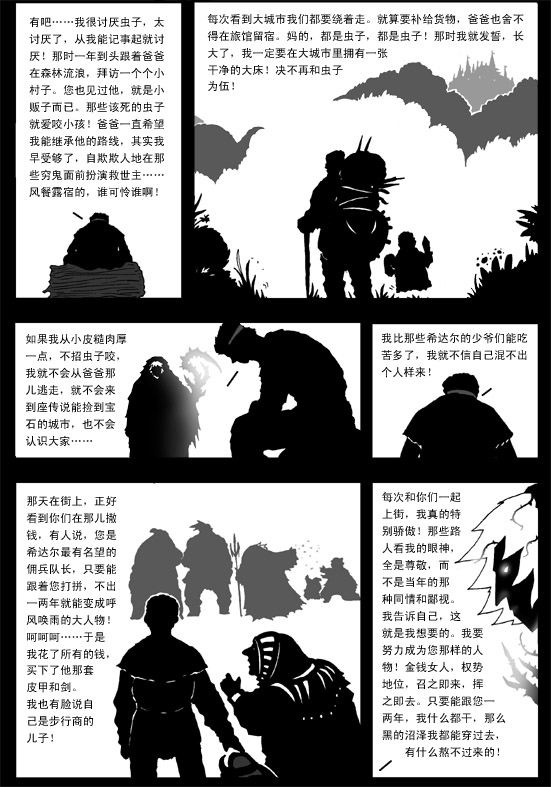 有吧……我很讨厌虫子，太
讨厌了，从我能记事起就讨
厌！那时一年到头跟着爸爸
在森林流浪，拜访一个个小
村子。您也见过他，就是小
贩子而已。那些该死的虫子
就爱咬小孩！爸爸一直希望
我能继承他的路线，其实我
早受够了，自欺欺人地在那
些穷鬼面前扮演救世主……
风餐露宿的，谁可怜谁啊！
每次看到大城市我们都要绕着走。就算要补给货物，爸爸也舍不
得在旅馆留宿。妈的，都是虫子，都是虫子！那时我就发誓，长
大了，我一定要在大城市里拥有一张
干净的大床！决不再和虫子
为伍！
如果我从小皮糙肉厚
一点，不招虫子咬，
我就不会从爸爸那
儿逃走，就不会来
到座传说能捡到宝
石的城市，也不会
认识大家……
我比那些希达尔的少爷们能吃
苦多了，我就不信自己混不出
个人样来！
那天在街上，正好
看到你们在那儿撤
钱，有人说，您是
希达尔最有名望的
佣兵队长，只要能
跟着您打拼，不出
一两年就能变成呼
风唤雨的大人物！
呵呵呵……于是
我花了所有的钱，
买下了他那套
皮甲和剑。
我也有脸说自
己是步行商的
儿子！
每次和你们一起
上街，我真的特
别骄傲！那些路
人看我的眼神，
全是尊敬，而
不是当年的那
种同情和鄙视。
我告诉自己，这
就是我想要的。我要
努力成为您那样的人
物！金钱女人，权势
地位，召之即来，挥
之即去。只要能跟您一
两年，我什么都干，那么
黑的沼泽我都能穿过去，
有什么熬不过来的！